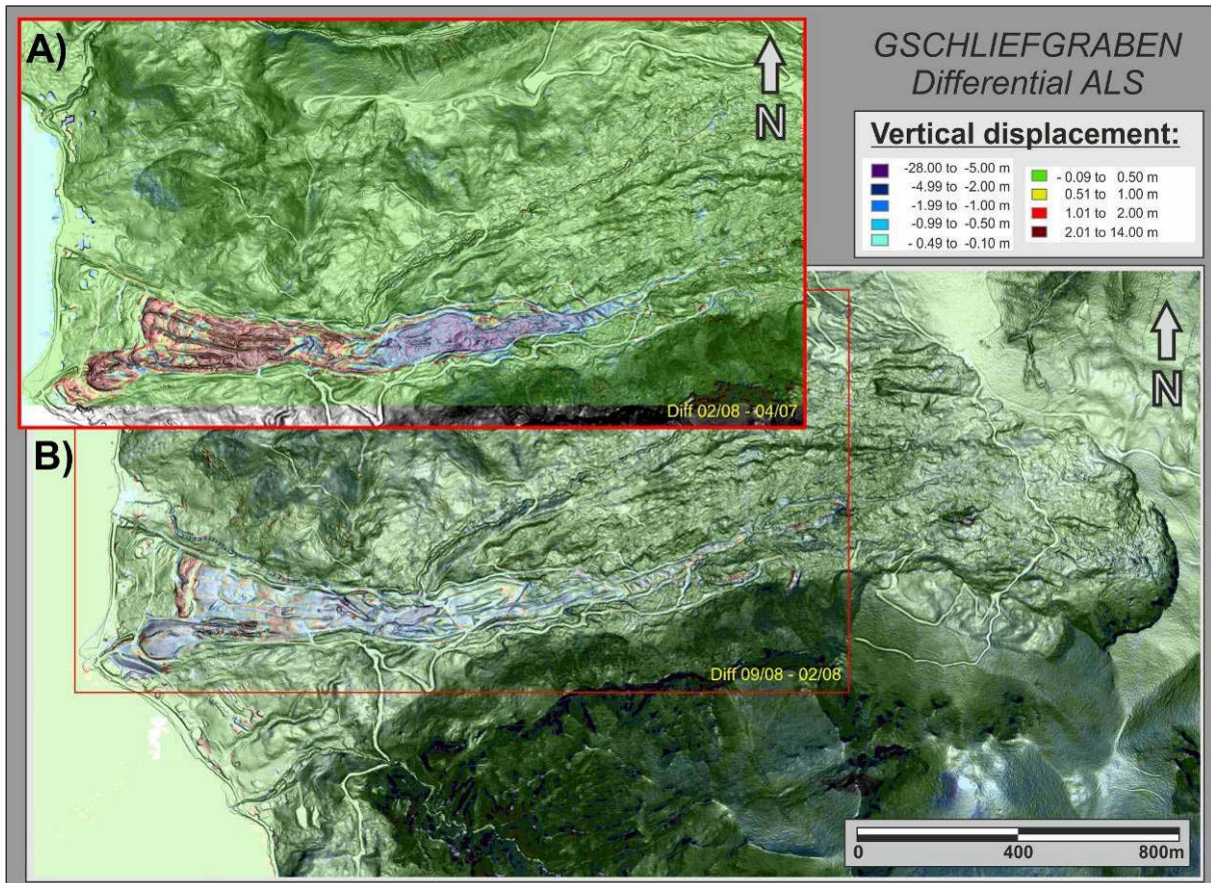 A)
N
GSCHLIEFGRABEN
Differential ALS
Vertical displacement:
-28.00 to -5.00 m
-4.99 to -2.00 m
-1.99 to -1.00 m
-0.99 to -0.50 m
- 0.49 to -0.10 m
- 0.09 to 0.50 m
0.51 to 1.00 m
1.01 to 2.00 m
2.01 to 14.00 m
Diff 02/08 - 04/07
B)
N
Diff 09/08 - 02/08
0 400 800m